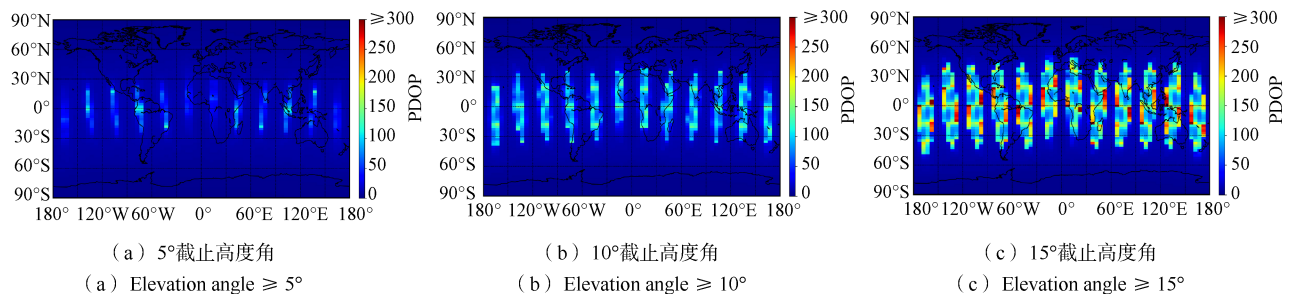 90°N
60°N
30°N
0°
30°S
60°S
90°S
180° 120°W 60°W 0° 60°E 120°E 180°
≥300
250
200
150
100
50
0
PDOP
(a) 5°截止高度角
(a) Elevation angle ≥ 5°
90°N
60°N
30°N
0°
30°S
60°S
90°S
180° 120°W 60°W 0° 60°E 120°E 180°
≥300
250
200
150
100
50
0
PDOP
(b) 10°截止高度角
(b) Elevation angle ≥ 10°
90°N
60°N
30°N
0°
30°S
60°S
90°S
180° 120°W 60°W 0° 60°E 120°E 180°
≥300
250
200
150
100
50
0
PDOP
(c) 15°截止高度角
(c) Elevation angle ≥ 15°